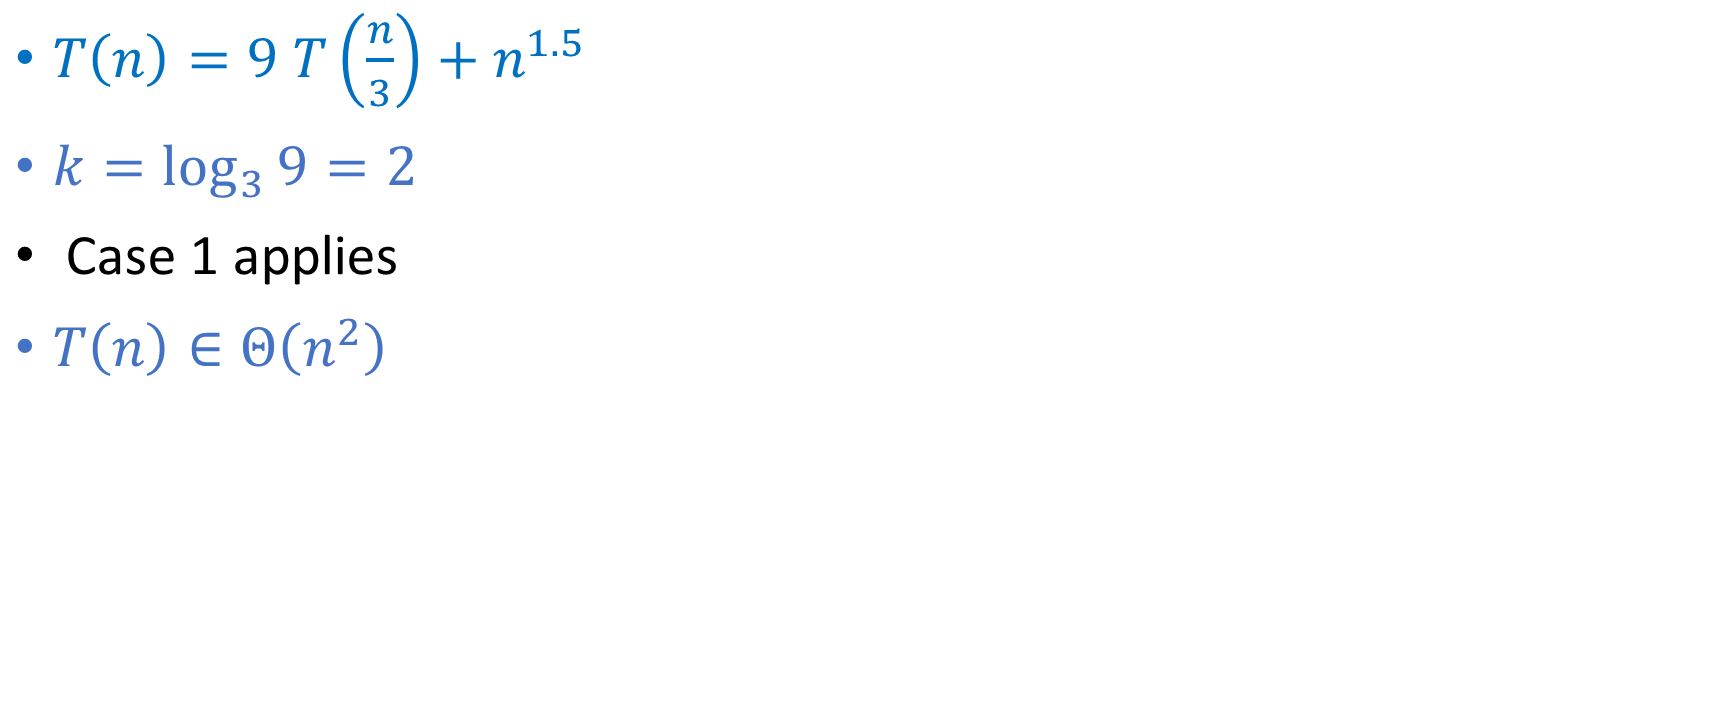 • T(n) = 9 T(n/3) + n^1.5
• k = log₃ 9 = 2
• Case 1 applies
• T(n) ∈ Θ(n²)